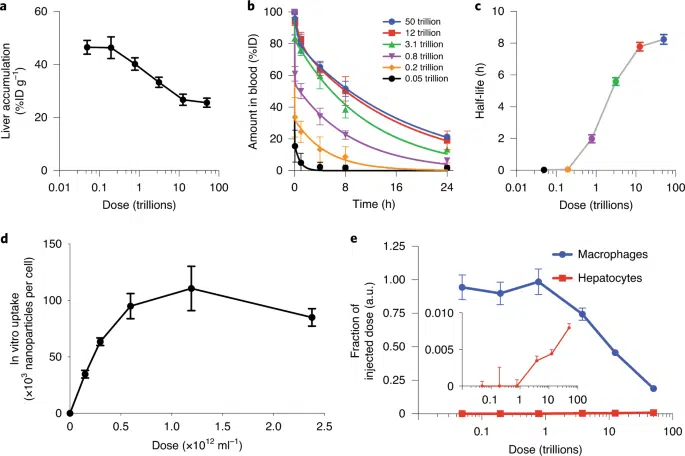 a
Liver accumulation
(%ID g⁻¹)
60
40
20
0
0.01
0.1
1
10
100
Dose (trillions)
b
Amount in blood (%ID)
100
80
60
40
20
0
0
8
16
24
Time (h)
50 trillion
12 trillion
3.1 trillion
0.8 trillion
0.2 trillion
0.05 trillion
c
Half-life (h)
10
8
6
4
2
0
0.01
0.1
1
10
100
Dose (trillions)
d
In vitro uptake
(×10³ nanoparticles per cell)
150
100
50
0
0
0.5
1.0
1.5
2.0
2.5
Dose (×10¹² ml⁻¹)
e
Fraction of
injected dose (a.u.)
1.25
1.00
0.75
0.50
0.25
0
Macrophages
Hepatocytes
0.010
0.005
0
0.1
1
10
100
0.1
1
10
100
Dose (trillions)